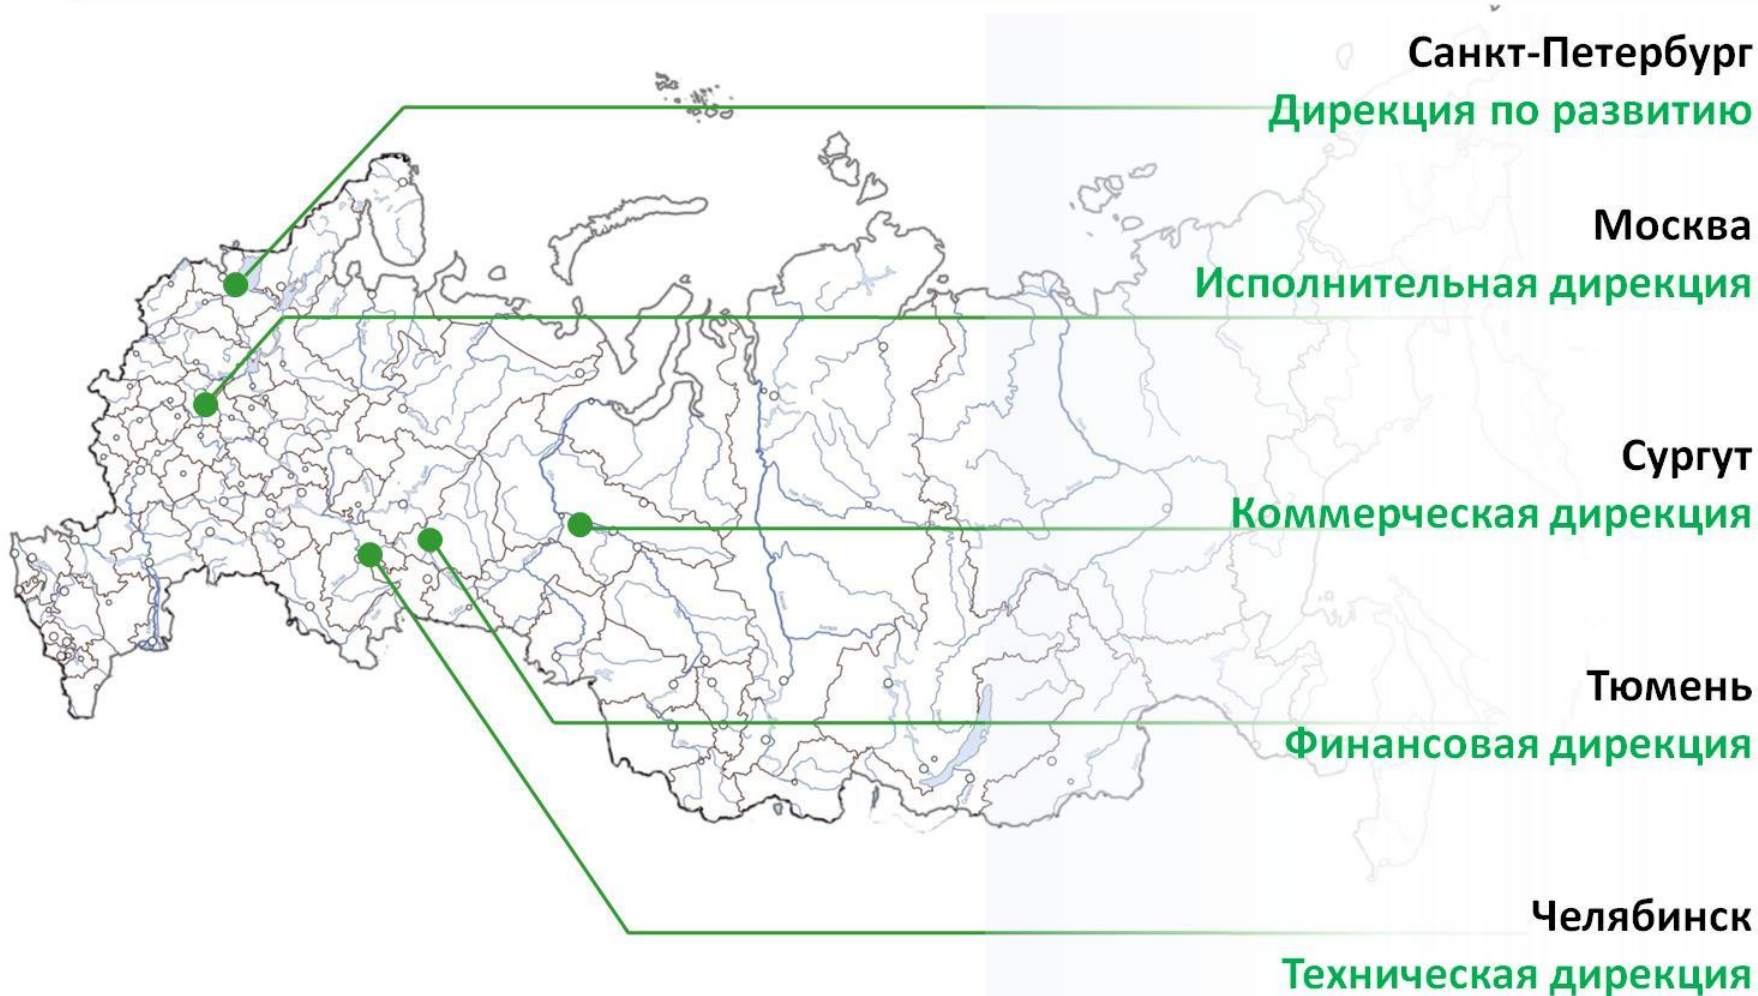 Санкт-Петербург
Дирекция по развитию
Москва
Исполнительная дирекция
Сургут
Коммерческая дирекция
Тюмень
Финансовая дирекция
Челябинск
Техническая дирекция